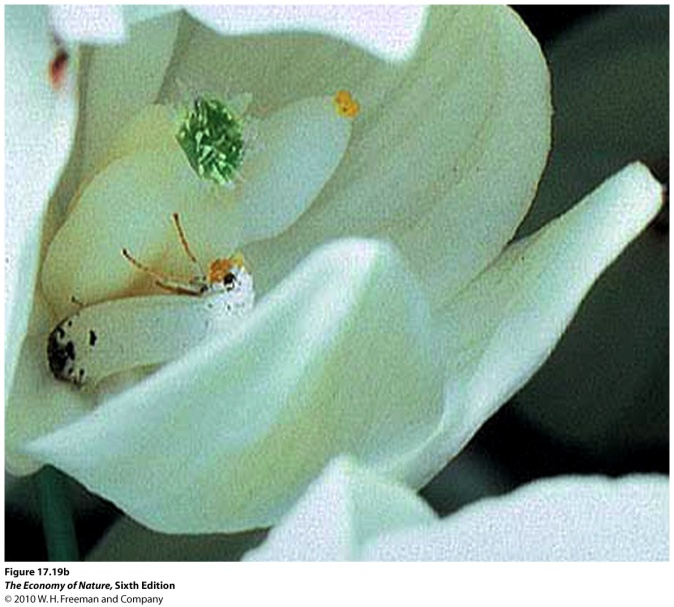 Figure 17.19b
The Economy of Nature, Sixth Edition
© 2010 W. H. Freeman and Company